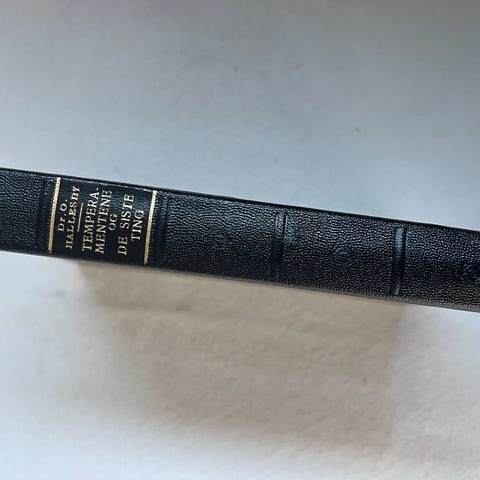 Dr. O.
HALLESBY
TEMPERA-
MENTENE
OG
DE SISTE
TING